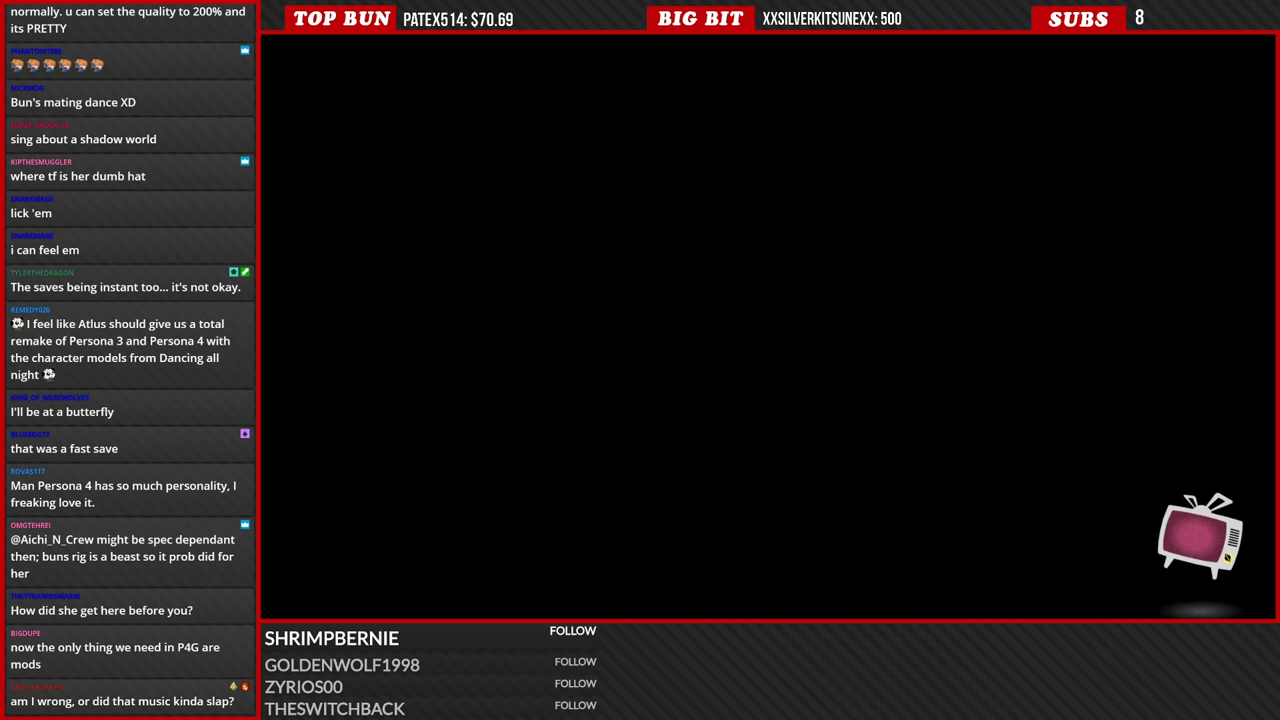 TOP BUN PATEX514: $70.69 BIG BIT XXSILVERKITSUNEXX: 500 SUBS 8
normally. u can set the quality to 200% and
its PRETTY
NICKMOG
Bun's mating dance XD
sing about a shadow world
KIPTHESMUGGLER
where tf is her dumb hat
SNARKMAGE
lick 'em
SNARKMAGE
i can feel em
TYLERTHEDRAGON
The saves being instant too... it's not okay.
REMEDY020
I feel like Atlus should give us a total
remake of Persona 3 and Persona 4 with
the character models from Dancing all
night
KING_OF_WEREWOLVES
I'll be at a butterfly
that was a fast save
ROVAS117
Man Persona 4 has so much personality, I
freaking love it.
OMGTEHREI
@Aichi_N_Crew might be spec dependant
then; buns rig is a beast so it prob did for
her
THETYRANIDSWARM
How did she get here before you?
BIGDUPE
now the only thing we need in P4G are
mods
am I wrong, or did that music kinda slap?
SHRIMPBERNIE FOLLOW
GOLDENWOLF1998 FOLLOW
ZYRIOS00 FOLLOW
THESWITCHBACK FOLLOW